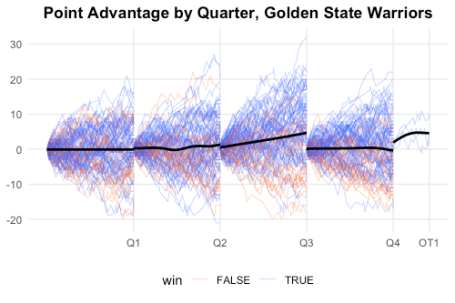 Point Advantage by Quarter, Golden State Warriors
30
20
10
0
-10
-20
Q1 Q2 Q3 Q4 OT1
win FALSE TRUE